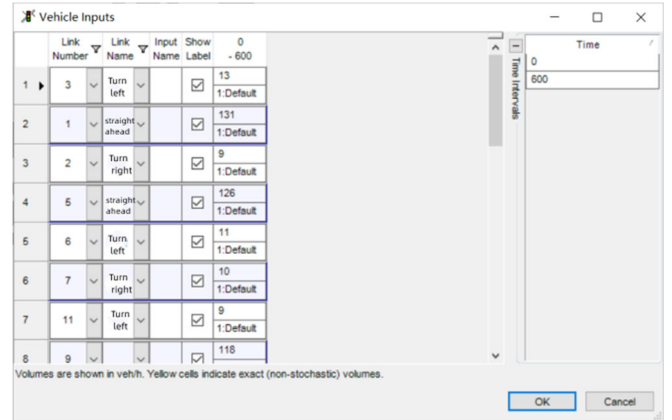 Vehicle Inputs
Link Number Link Name Input Name Show Label 0 - 600
1 3 Turn left 13
1:Default
2 1 straight ahead 131
1:Default
3 2 Turn right 9
1:Default
4 5 straight ahead 126
1:Default
5 6 Turn left 11
1:Default
6 7 Turn right 10
1:Default
7 11 Turn left 9
1:Default
8 9 118
Time Intervals
Time
0
600
Volumes are shown in veh/h. Yellow cells indicate exact (non-stochastic) volumes.
OK Cancel